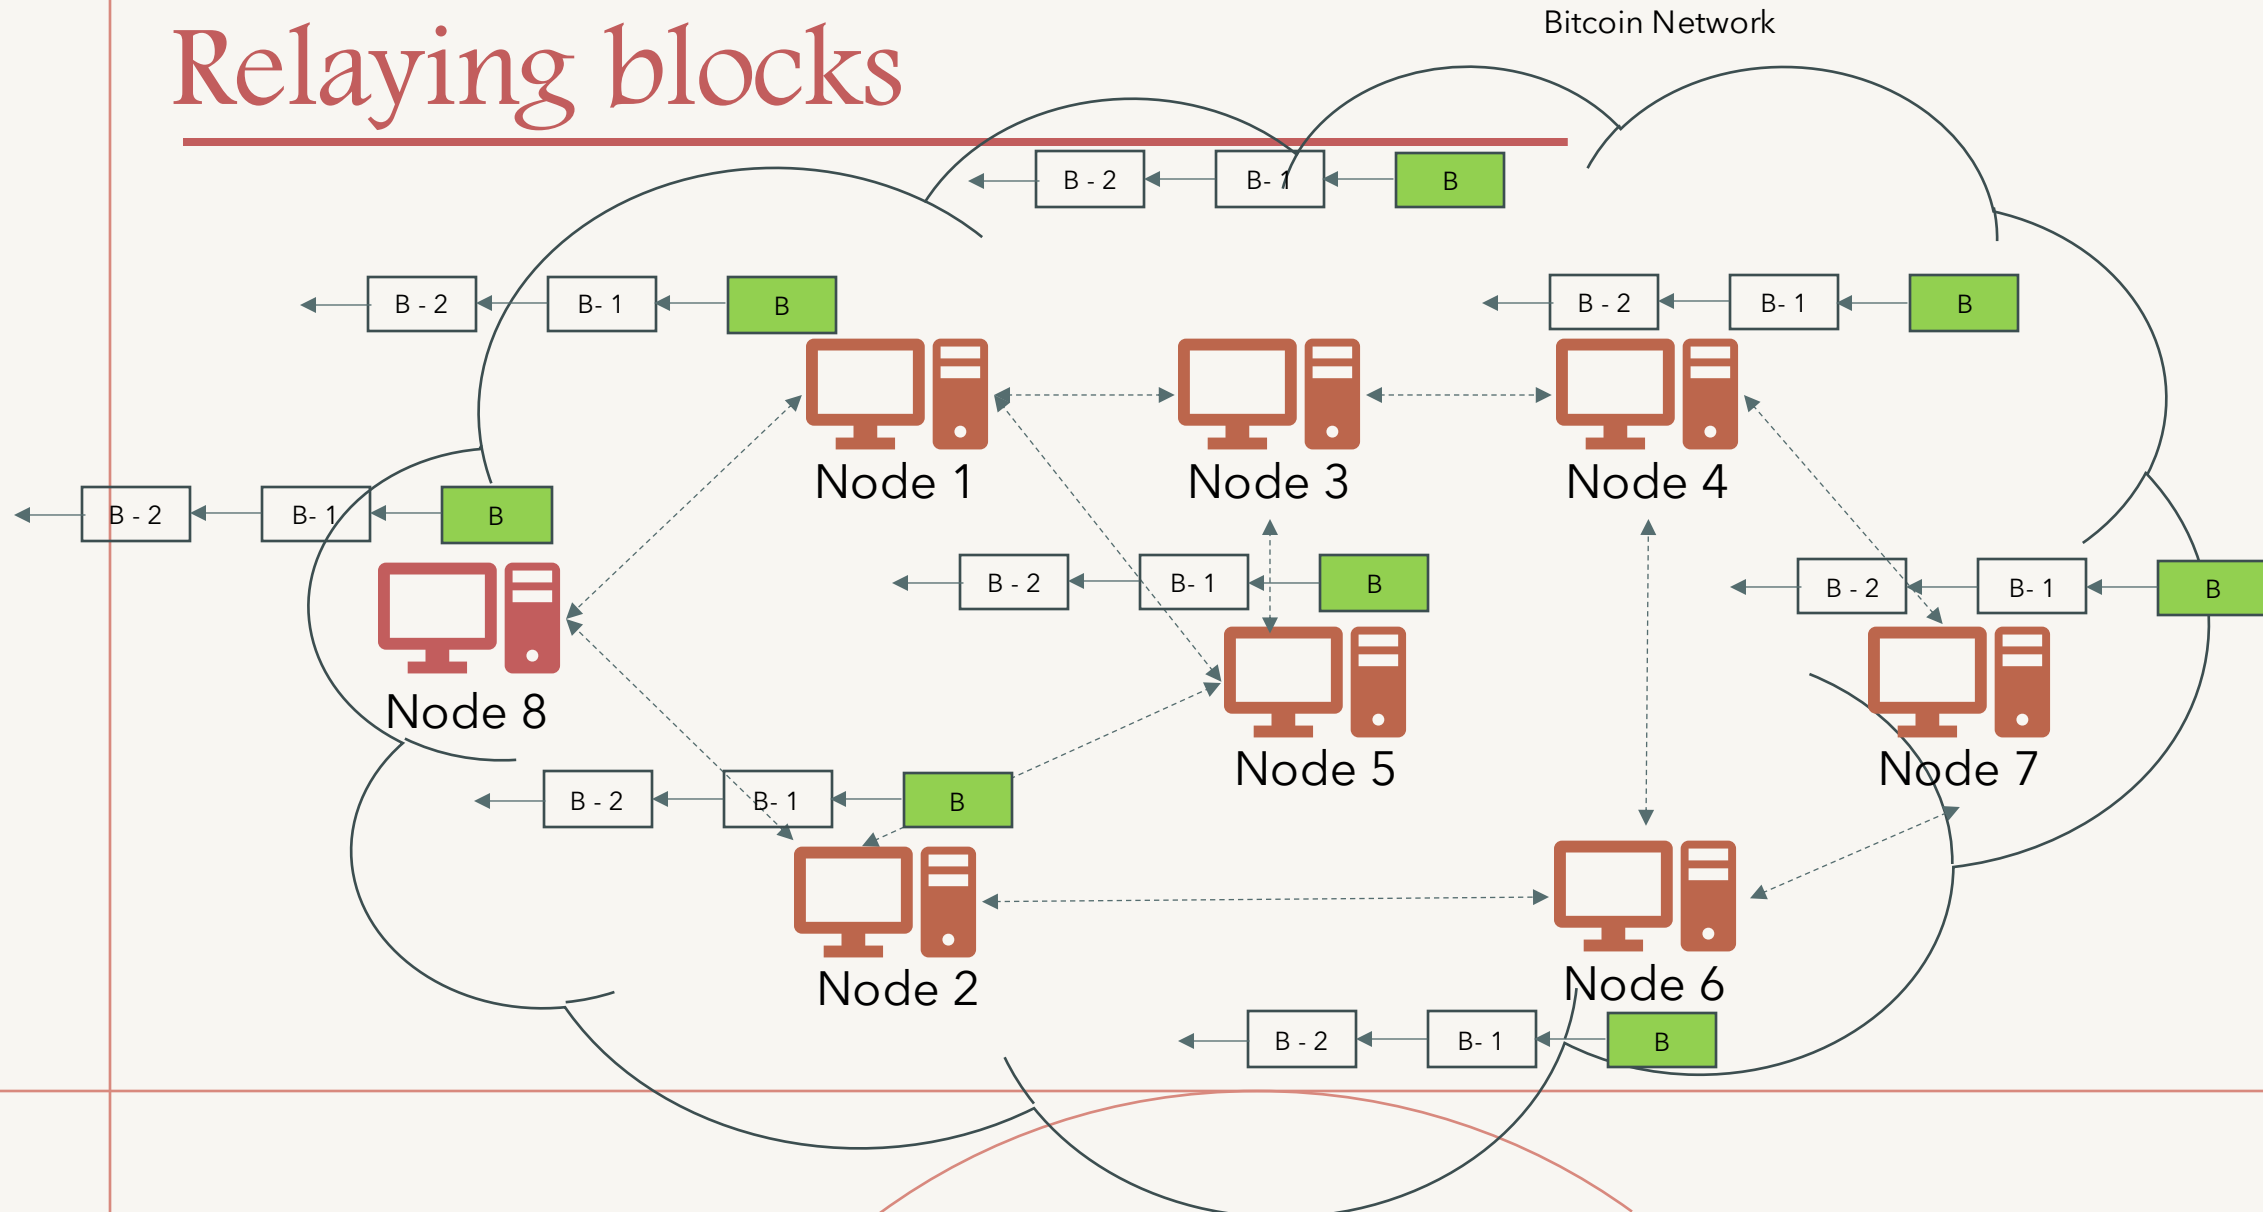 Bitcoin Network
Relaying blocks
B - 2 B- 1 B
B - 2 B- 1 B
B - 2 B- 1 B
Node 1 Node 3 Node 4
B - 2 B- 1 B
B - 2 B- 1 B
B - 2 B- 1 B
Node 8
Node 5
Node 7
B - 2 B- 1 B
Node 2
Node 6
B - 2 B- 1 B